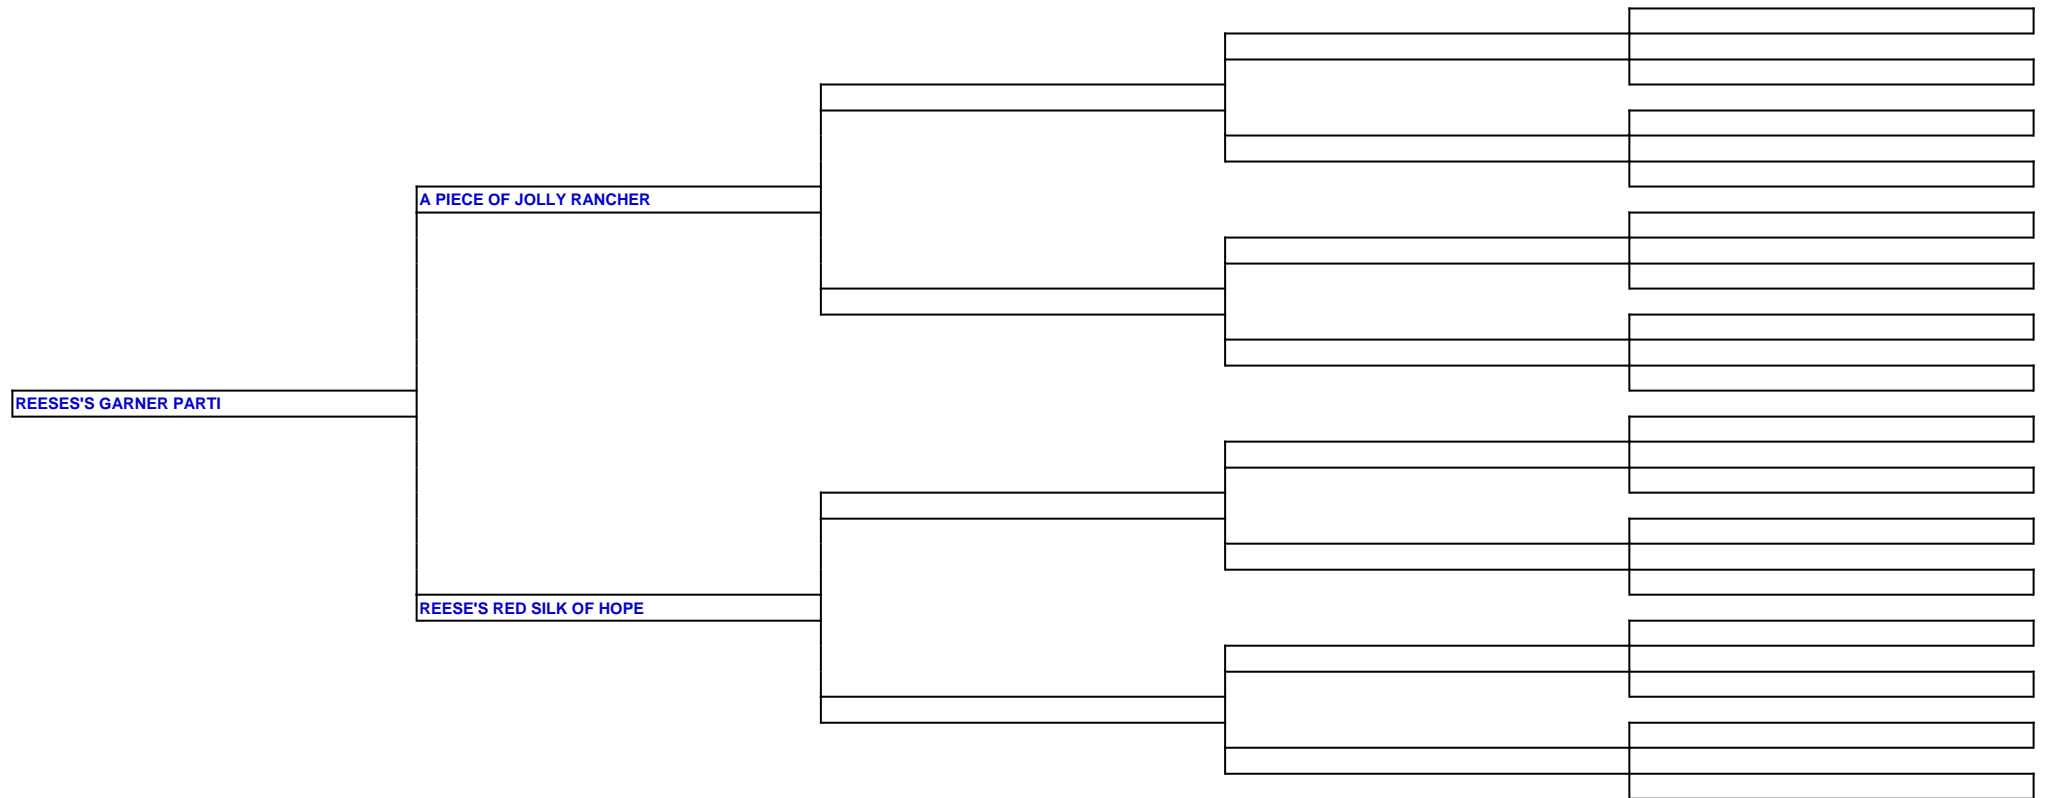 A PIECE OF JOLLY RANCHER
REESES'S GARNER PARTI
REESE'S RED SILK OF HOPE